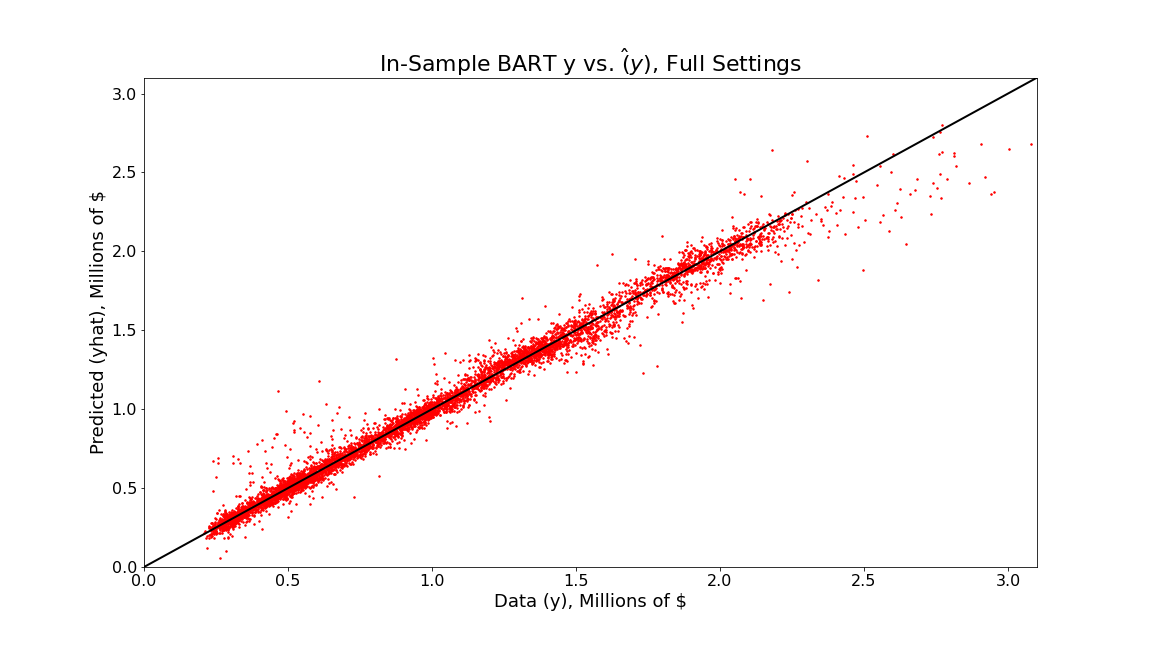 In-Sample BART y vs. (̂y), Full Settings
3.0
2.5
2.0
1.5
1.0
0.5
0.0
Predicted (yhat), Millions of $
0.0 0.5 1.0 1.5 2.0 2.5 3.0
Data (y), Millions of $